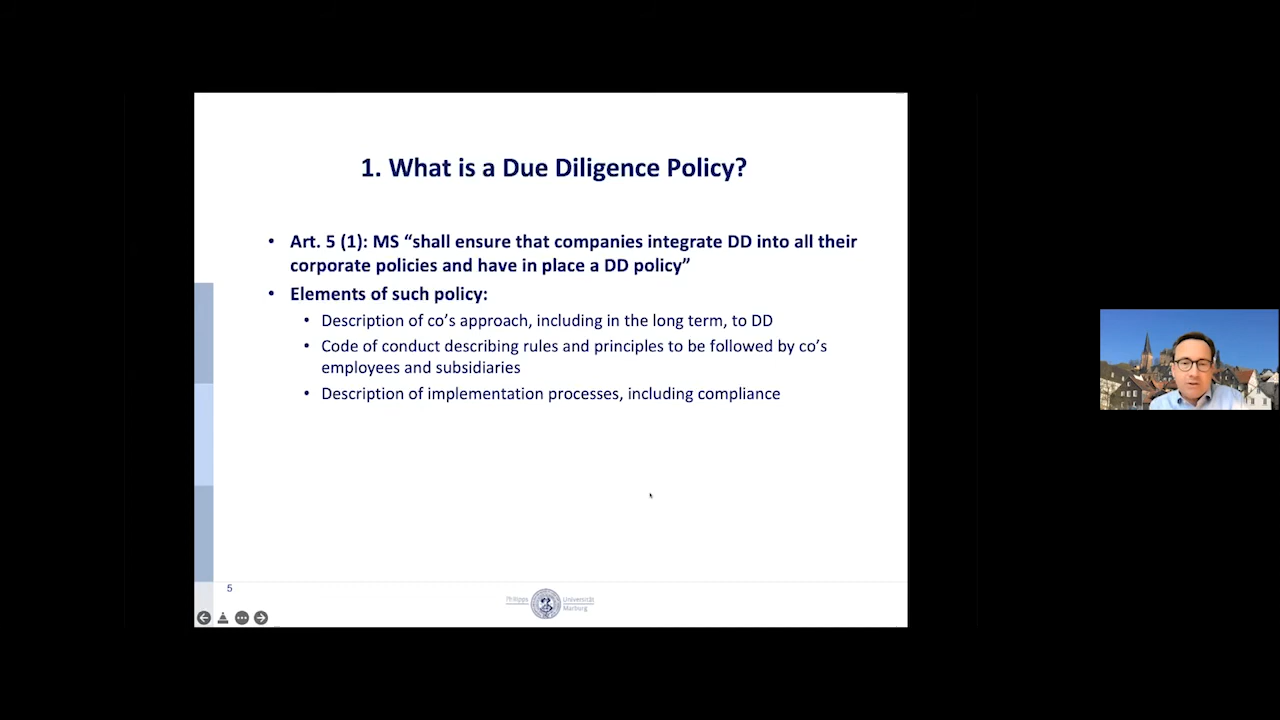 1. What is a Due Diligence Policy?
• Art. 5 (1): MS “shall ensure that companies integrate DD into all their
corporate policies and have in place a DD policy”
• Elements of such policy:
• Description of co’s approach, including in the long term, to DD
• Code of conduct describing rules and principles to be followed by co’s
employees and subsidiaries
• Description of implementation processes, including compliance
5
Philipps
Universität
Marburg